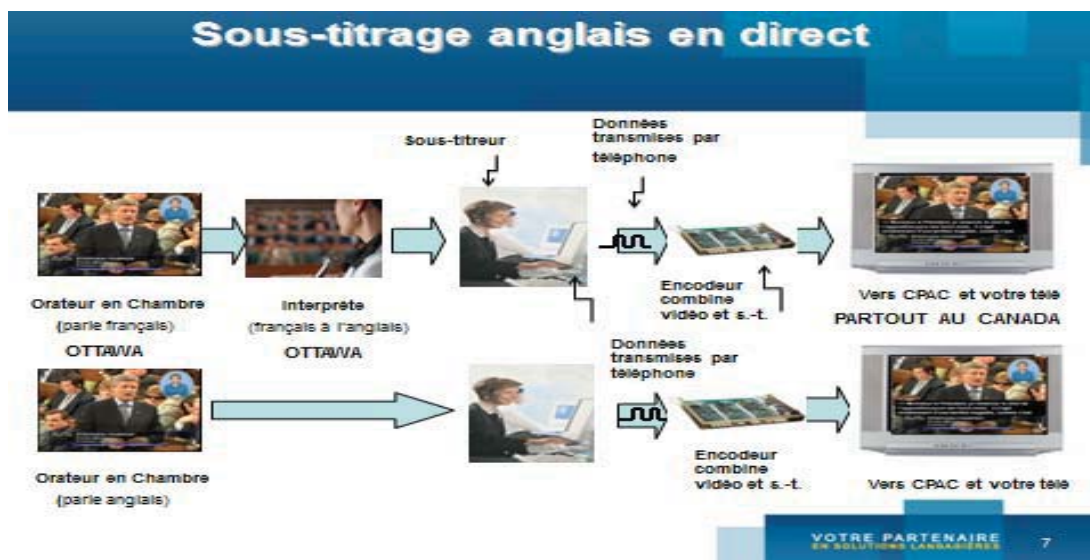 Sous-titrage anglais en direct
Sous-titreur
Données
transmises par
téléphone
Orateur en Chambre
(parle français)
OTTAWA
Interprète
(français à l'anglais)
OTTAWA
Encodeur
combine
vidéo et s.-t.
Vers CPAC et votre télé
PARTOUT AU CANADA
Données
transmises par
téléphone
Orateur en Chambre
(parle anglais)
Encodeur
combine
vidéo et s.-t.
Vers CPAC et votre télé
VOTRE PARTENAIRE
EN SOLUTIONS LANGAGIÈRES
7